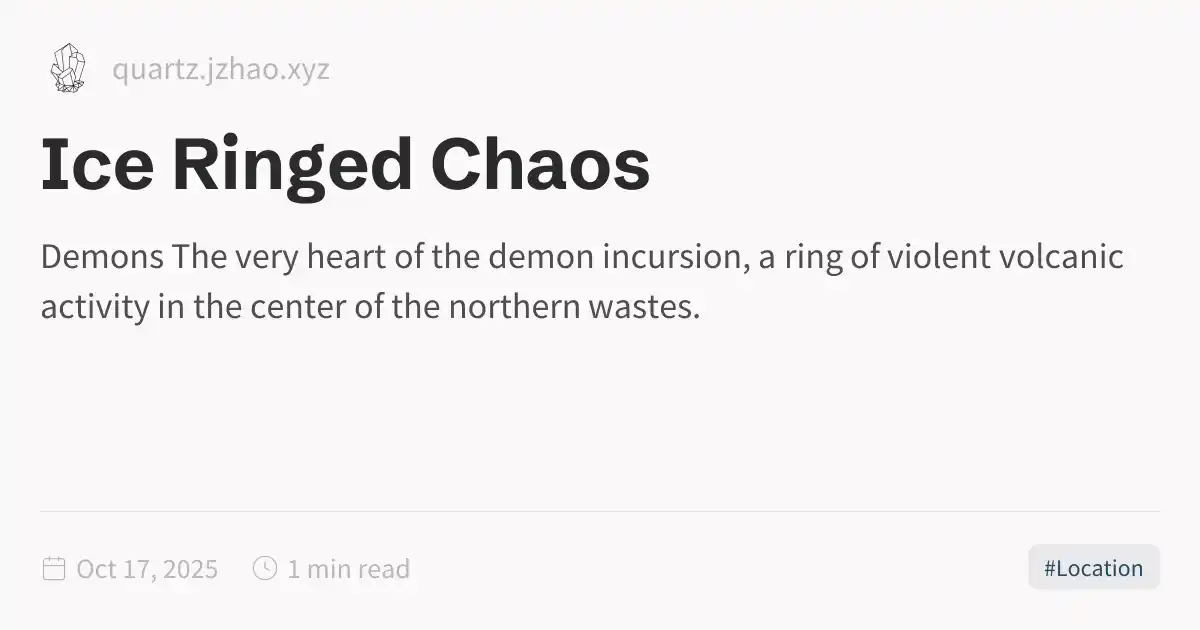 quartz.jzhao.xyz
Ice Ringed Chaos
Demons The very heart of the demon incursion, a ring of violent volcanic
activity in the center of the northern wastes.
Oct 17, 2025 1 min read #Location